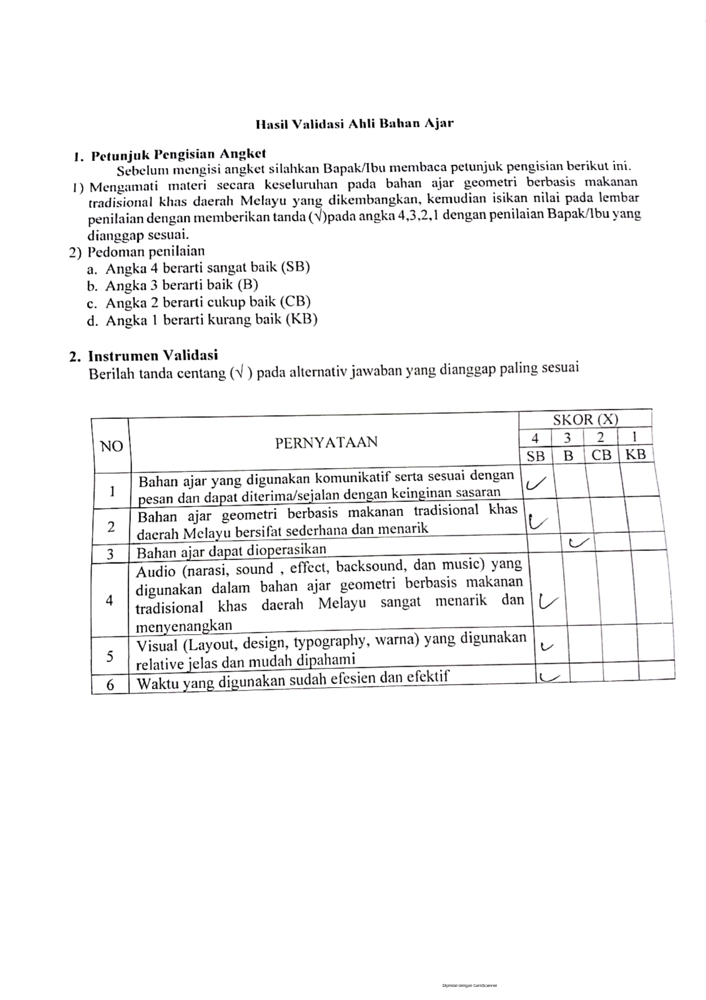 Hasil Validasi Ahli Bahan Ajar
1. Petunjuk Pengisian Angket
Sebelum mengisi angket silahkan Bapak/Ibu membaca petunjuk pengisian berikut ini.
1) Mengamati materi secara keseluruhan pada bahan ajar geometri berbasis makanan
tradisional khas daerah Melayu yang dikembangkan, kemudian isikan nilai pada lembar
penilaian dengan memberikan tanda (√)pada angka 4,3,2,1 dengan penilaian Bapak/Ibu yang
dianggap sesuai.
2) Pedoman penilaian
a. Angka 4 berarti sangat baik (SB)
b. Angka 3 berarti baik (B)
c. Angka 2 berarti cukup baik (CB)
d. Angka 1 berarti kurang baik (KB)
2. Instrumen Validasi
Berilah tanda centang (√ ) pada alternativ jawaban yang dianggap paling sesuai
NO PERNYATAAN SKOR (X)
4 3 2 1
SB B CB KB
1 Bahan ajar yang digunakan komunikatif serta sesuai dengan
pesan dan dapat diterima/sejalan dengan keinginan sasaran ✓
2 Bahan ajar geometri berbasis makanan tradisional khas
daerah Melayu bersifat sederhana dan menarik ✓
3 Bahan ajar dapat dioperasikan ✓
4 Audio (narasi, sound , effect, backsound, dan music) yang
digunakan dalam bahan ajar geometri berbasis makanan
tradisional khas daerah Melayu sangat menarik dan
menyenangkan ✓
5 Visual (Layout, design, typography, warna) yang digunakan
relative jelas dan mudah dipahami ✓
6 Waktu yang digunakan sudah efesien dan efektif ✓
Dipindai dengan CamScanner